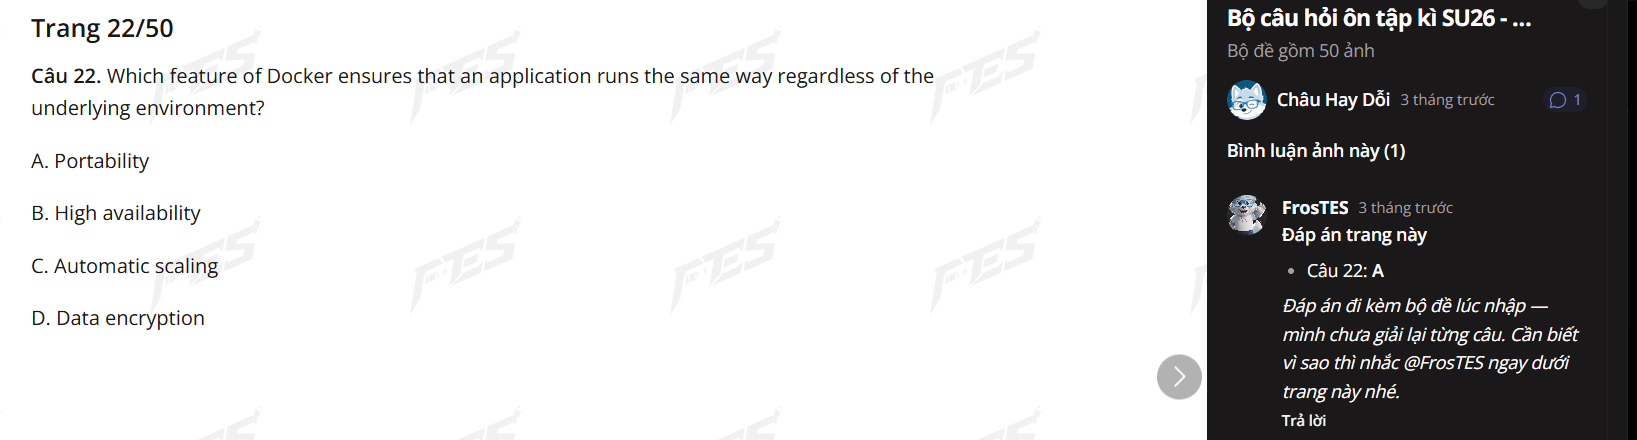 Trang 22/50
Câu 22. Which feature of Docker ensures that an application runs the same way regardless of the
underlying environment?
A. Portability
B. High availability
C. Automatic scaling
D. Data encryption
Bộ câu hỏi ôn tập kì SU26 - ...
Bộ đề gồm 50 ảnh
Châu Hay Dỗi 3 tháng trước 1
Bình luận ảnh này (1)
FrosTES 3 tháng trước
Đáp án trang này
• Câu 22: A
Đáp án đi kèm bộ đề lúc nhập —
mình chưa giải lại từng câu. Cần biết
vì sao thì nhắc @FrosTES ngay dưới
trang này nhé.
Trả lời